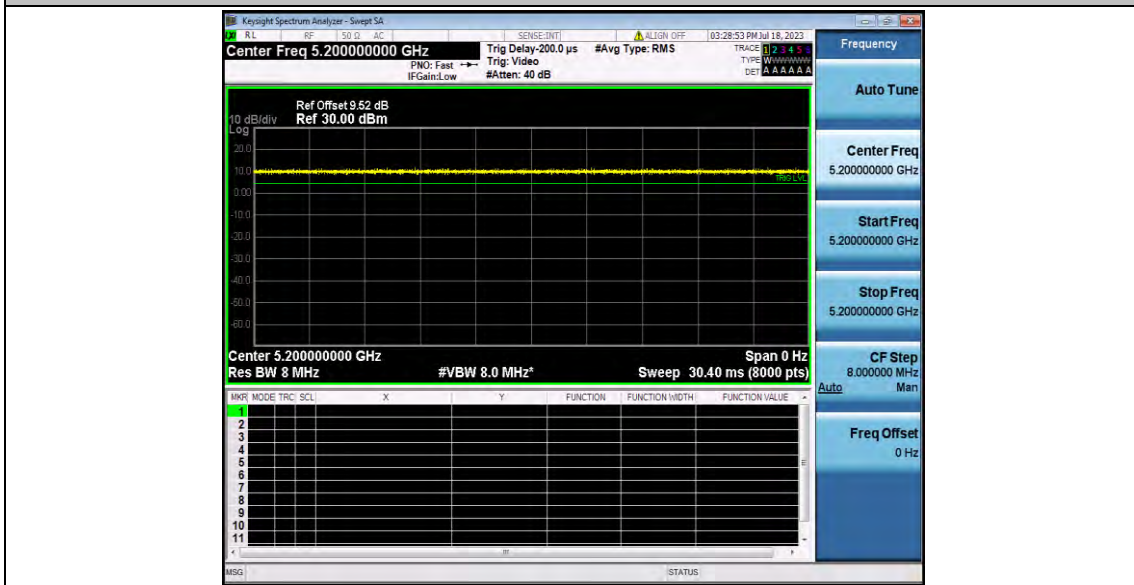 Keysight Spectrum Analyzer - Swept SA
RL RF 50 Ω AC SENSE:INT ALIGN OFF 03:28:53 PM Jul 18, 2023
Center Freq 5.200000000 GHz
PNO: Fast
IFGain:Low
Trig Delay-200.0 µs
Trig: Video
#Atten: 40 dB
#Avg Type: RMS
TRACE 1 2 3 4 5 6
TYPE WWWWWW
DET A A A A A A
Ref Offset 9.52 dB
10 dB/div Ref 30.00 dBm
Log
20.0
10.0
TRIG LVL
0.00
-10.0
-20.0
-30.0
-40.0
-50.0
-60.0
Center 5.200000000 GHz Span 0 Hz
Res BW 8 MHz #VBW 8.0 MHz* Sweep 30.40 ms (8000 pts)
MKR MODE TRC SCL X Y FUNCTION FUNCTION WIDTH FUNCTION VALUE
1
2
3
4
5
6
7
8
9
10
11
MSG STATUS
Frequency
Auto Tune
Center Freq
5.200000000 GHz
Start Freq
5.200000000 GHz
Stop Freq
5.200000000 GHz
CF Step
8.000000 MHz
Auto Man
Freq Offset
0 Hz